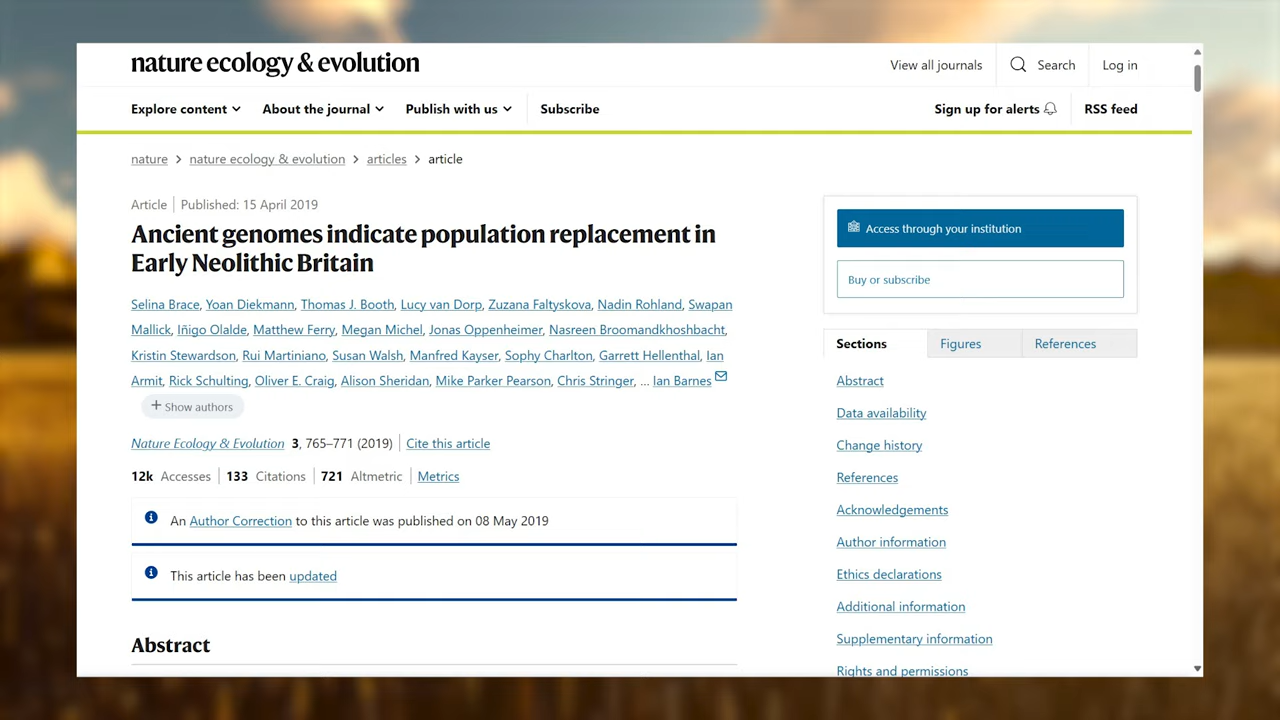 nature ecology & evolution
View all journals
Search
Log in
Explore content
About the journal
Publish with us
Subscribe
Sign up for alerts
RSS feed
nature > nature ecology & evolution > articles > article
Article | Published: 15 April 2019
Ancient genomes indicate population replacement in
Early Neolithic Britain
Selina Brace, Yoan Diekmann, Thomas J. Booth, Lucy van Dorp, Zuzana Faltyskova, Nadin Rohland, Swapan
Mallick, Iñigo Olalde, Matthew Ferry, Megan Michel, Jonas Oppenheimer, Nasreen Broomandkhoshbacht,
Kristin Stewardson, Rui Martiniano, Susan Walsh, Manfred Kayser, Sophy Charlton, Garrett Hellenthal, Ian
Armit, Rick Schulting, Oliver E. Craig, Alison Sheridan, Mike Parker Pearson, Chris Stringer, ... Ian Barnes
+ Show authors
Nature Ecology & Evolution 3, 765–771 (2019) | Cite this article
12k Accesses | 133 Citations | 721 Altmetric | Metrics
An Author Correction to this article was published on 08 May 2019
This article has been updated
Abstract
Access through your institution
Buy or subscribe
Sections
Figures
References
Abstract
Data availability
Change history
References
Acknowledgements
Author information
Ethics declarations
Additional information
Supplementary information
Rights and permissions